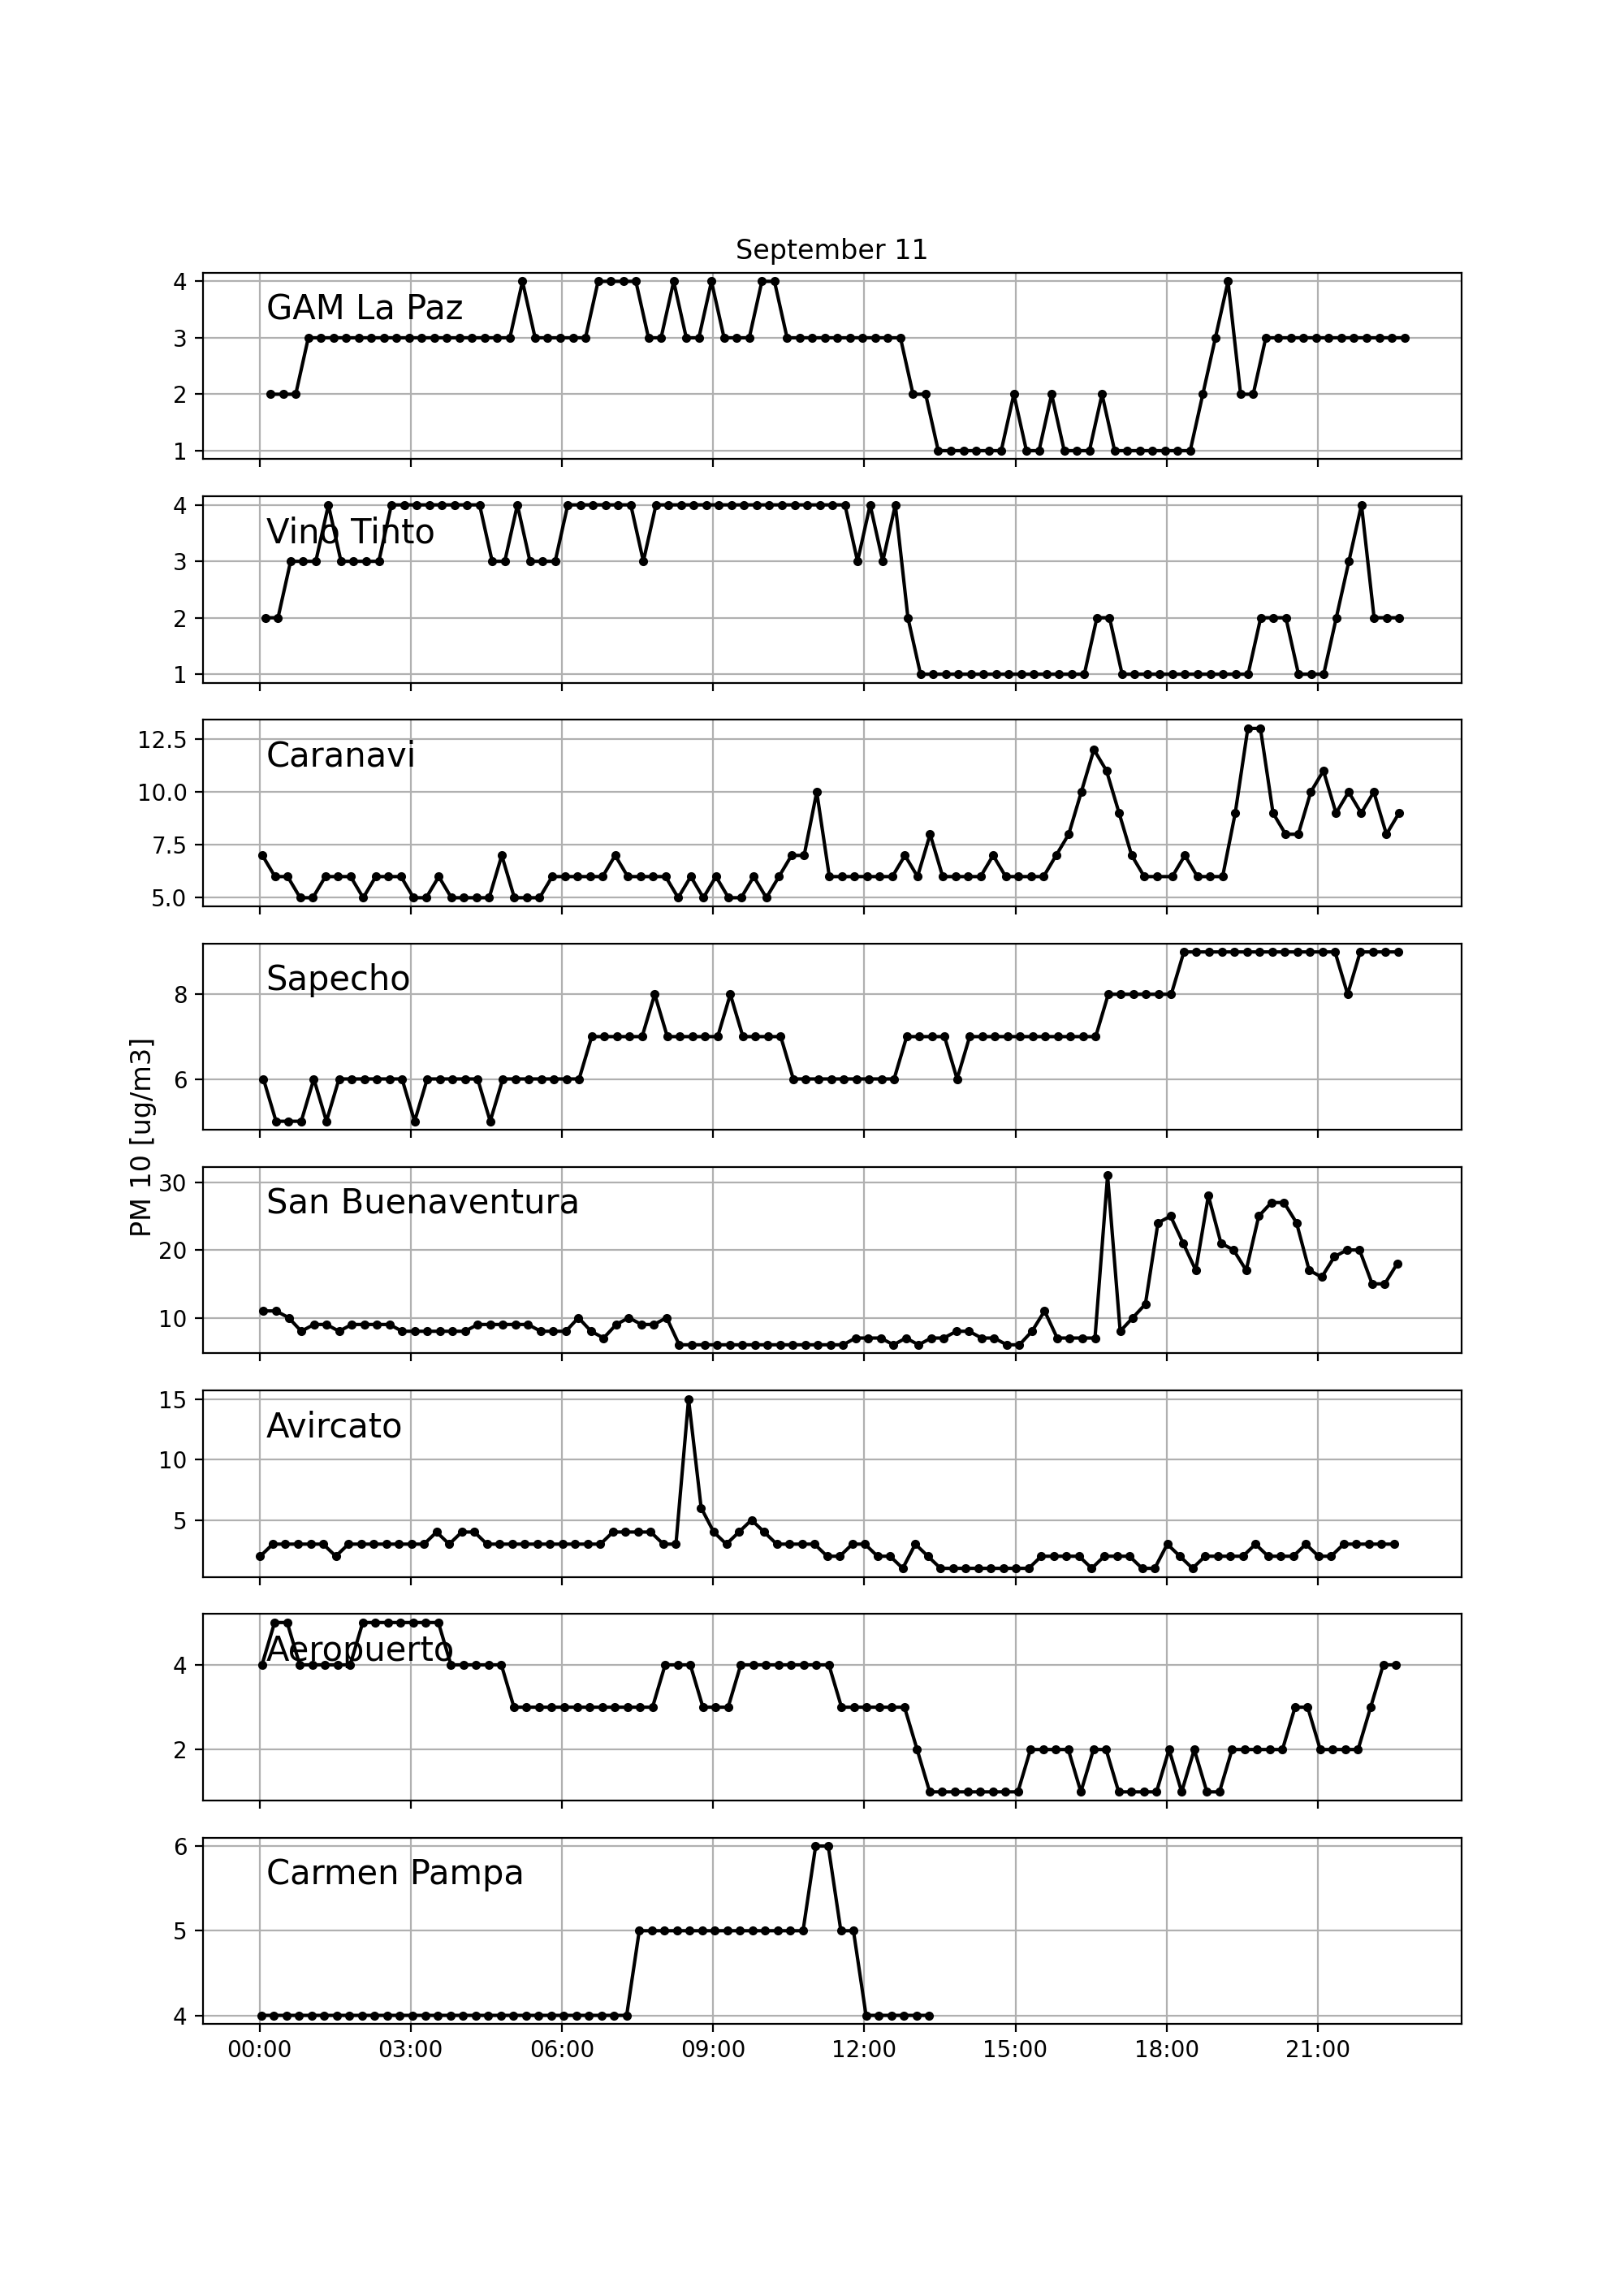 September 11
4
GAM La Paz
3
2
1
4
Vino Tinto
3
2
1
12.5
Caranavi
10.0
7.5
5.0
Sapecho
8
6
PM 10 [ug/m3]
30
San Buenaventura
20
10
15
Avircato
10
5
Aeropuerto
4
2
6
Carmen Pampa
5
4
00:00 03:00 06:00 09:00 12:00 15:00 18:00 21:00